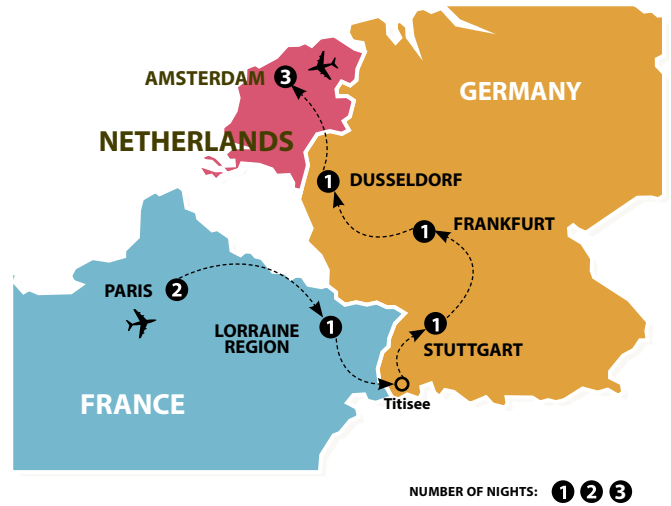 AMSTERDAM 3
GERMANY
NETHERLANDS
1 DUSSELDORF
1 FRANKFURT
PARIS 2
LORRAINE
REGION
1
1
STUTTGART
Titisee
FRANCE
NUMBER OF NIGHTS: 1 2 3